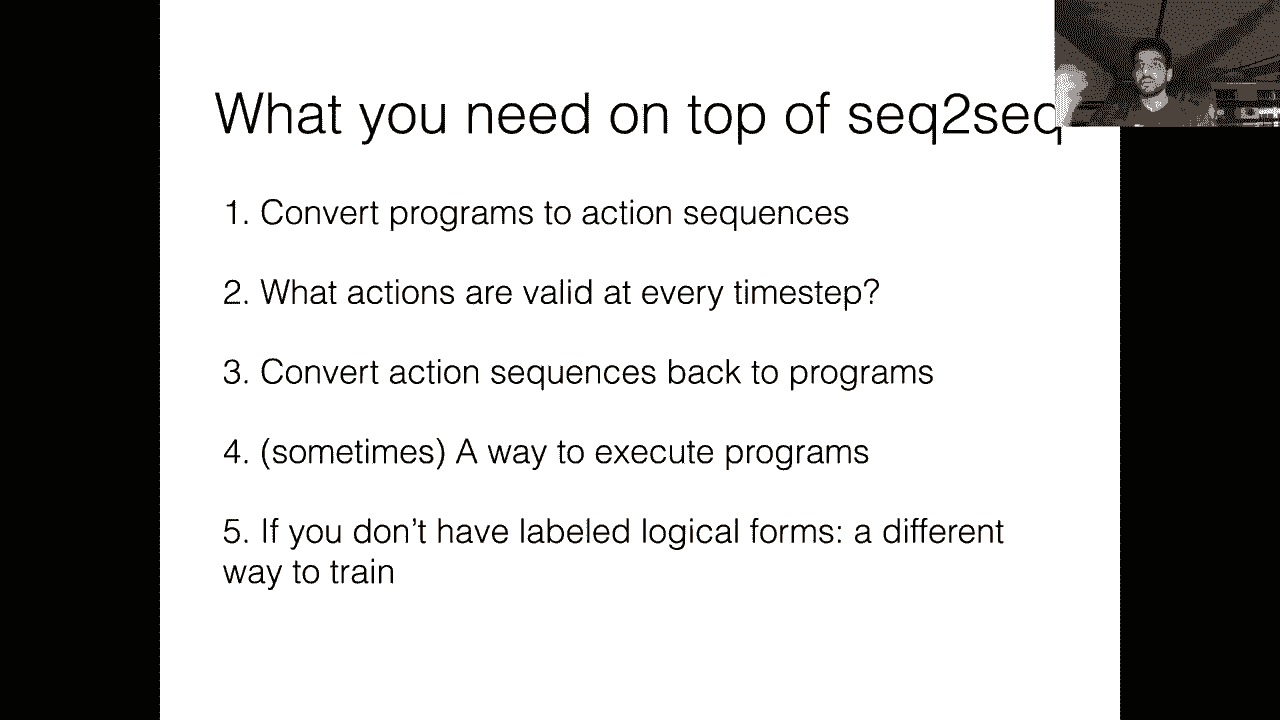 What you need on top of seq2seq
1. Convert programs to action sequences
2. What actions are valid at every timestep?
3. Convert action sequences back to programs
4. (sometimes) A way to execute programs
5. If you don’t have labeled logical forms: a different
way to train